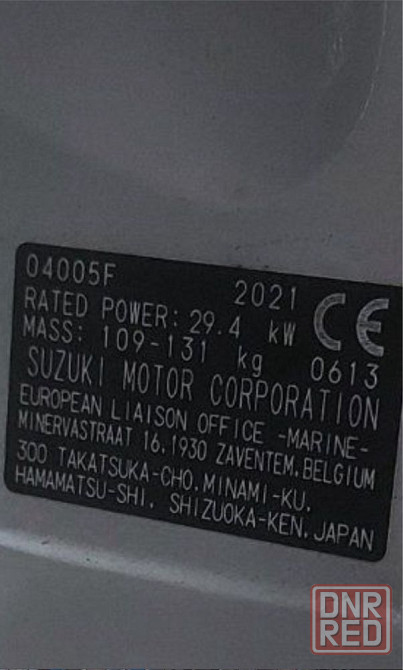 04005F 2021
RATED POWER: 29.4 kW
MASS: 109-131 kg 0613
SUZUKI MOTOR CORPORATION
EUROPEAN LIAISON OFFICE -MARINE-
MINERVASTRAAT 16,1930 ZAVENTEM,BELGIUM
300 TAKATSUKA-CHO,MINAMI-KU,
HAMAMATSU-SHI, SHIZUOKA-KEN,JAPAN
CE
DNR
RED